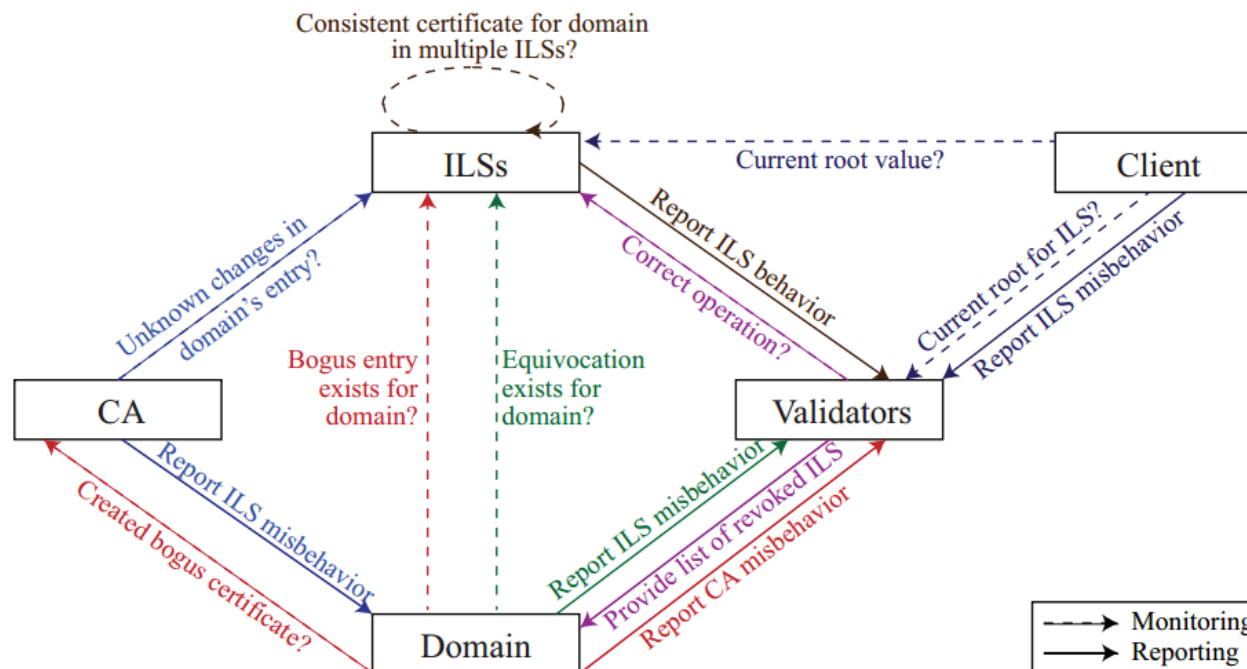 Consistent certificate for domain
in multiple ILSs?
ILSs
Current root value?
Client
Unknown changes in
domain's entry?
Report ILS behavior
Correct operation?
Current root for ILS?
Report ILS misbehavior
Bogus entry
exists for
domain?
Equivocation
exists for
domain?
CA
Validators
Report ILS misbehavior
Created bogus certificate?
Report ILS misbehavior
Provide list of revoked ILS
Report CA misbehavior
Domain
Monitoring
Reporting